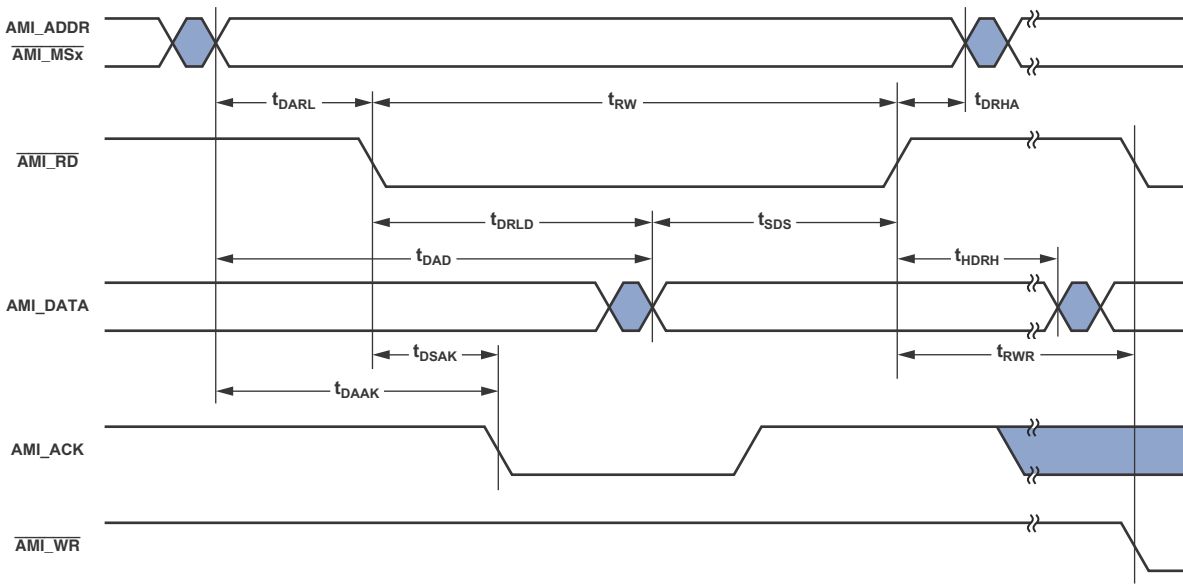 AMI_ADDR
AMI_MSx
tDARL
tRW
tDRHA
AMI_RD
tDRLD
tSDS
tDAD
tHDRH
AMI_DATA
tDSAK
tRWR
tDAAK
AMI_ACK
AMI_WR